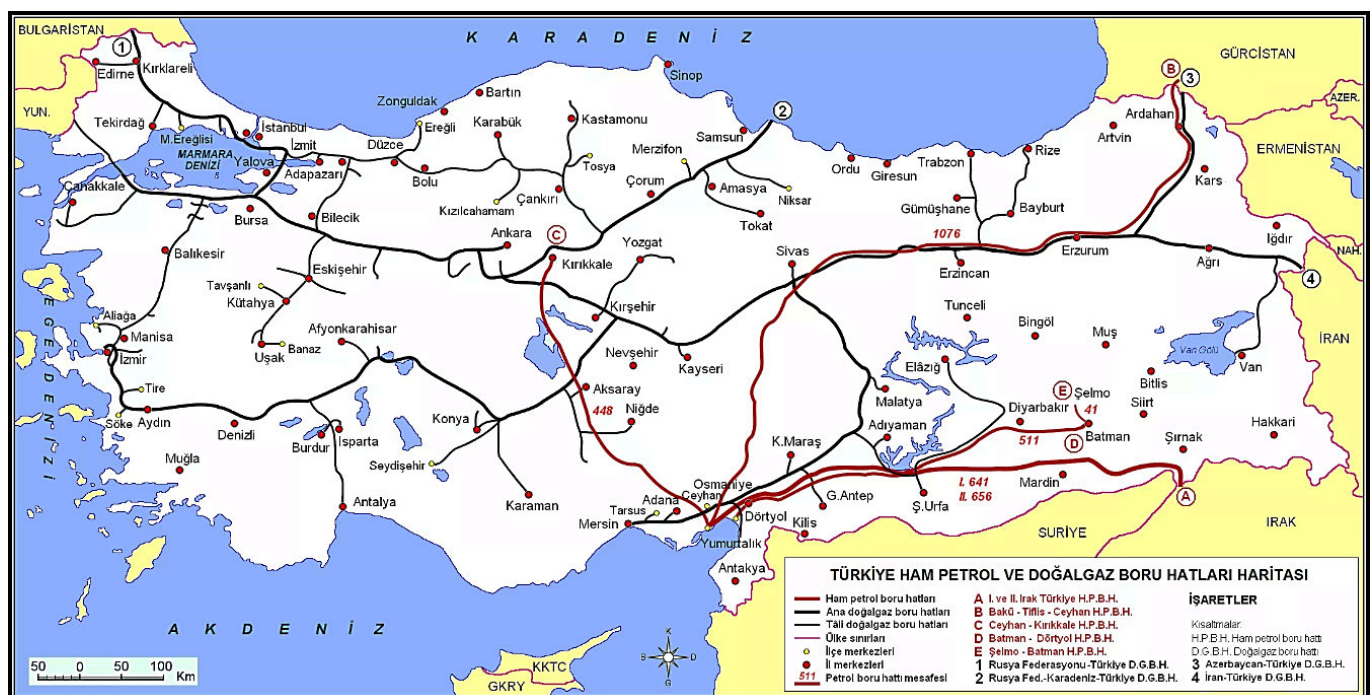 BULGARİSTAN
K A R A D E N İ Z
GÜRCİSTAN
1
Edirne
Kırklareli
Sinop
B
3
YUN.
Zonguldak
Bartın
2
Ardahan
AZER.
Tekirdağ
M.Ereğlisi
İstanbul
Ereğli
Karabük
Kastamonu
Samsun
Artvin
MARMARA
DENİZİ
İzmit
Düzce
Merzifon
Trabzon
Rize
ERMENİSTAN
Yalova
Adapazarı
Bolu
Tosya
Ordu
Giresun
Kars
Çanakkale
Çankırı
Çorum
Amasya
Niksar
Gümüşhane
Bayburt
Bursa
Bilecik
Kızılcahamam
Tokat
Iğdır
Ankara
C
Yozgat
1076
Erzurum
NAH.
Balıkesir
Kırıkkale
Sivas
Erzincan
Ağrı
4
Eskişehir
Tavşanlı
Kütahya
Tunceli
Aliağa
Afyonkarahisar
Kırşehir
Bingöl
Muş
İRAN
Manisa
Uşak
Banaz
Nevşehir
Kayseri
Van Gölü
Van
İzmir
Elâzığ
Bitlis
Tire
Aksaray
E
Şelmo
Siirt
Söke
Aydın
Konya
448
Niğde
Malatya
Diyarbakır
41
Batman
Hakkari
Denizli
Burdur
Isparta
Adıyaman
511
D
Şırnak
Muğla
Seydişehir
K.Maraş
E G E D E N İ Z İ
Antalya
Karaman
Osmaniye
Ceyhan
Adana
Tarsus
I. 641
II. 656
Mardin
A
Mersin
Dörtyol
G.Antep
Ş.Urfa
Yumurtalık
Kilis
SURİYE
IRAK
Antakya
A K D E N İ Z
KKTC
GKRY
K
B
D
G
50 0 50 100 150 200
Km
TÜRKİYE HAM PETROL VE DOĞALGAZ BORU HATLARI HARİTASI
Ham petrol boru hatları
Ana doğalgaz boru hatları
Tâli doğalgaz boru hatları
Ülke sınırları
İlçe merkezleri
İl merkezleri
511 Petrol boru hattı mesafesi
A I. ve II. Irak Türkiye H.P.B.H.
B Bakû - Tiflis - Ceyhan H.P.B.H.
C Ceyhan - Kırıkkale H.P.B.H.
D Batman - Dörtyol H.P.B.H.
E Şelmo - Batman H.P.B.H.
1 Rusya Federasyonu-Türkiye D.G.B.H.
2 Rusya Fed.-Karadeniz-Türkiye D.G.B.H.
İŞARETLER
Kısaltmalar:
H.P.B.H. Ham petrol boru hattı
D.G.B.H. Doğalgaz boru hattı
3 Azerbaycan-Türkiye D.G.B.H.
4 İran-Türkiye D.G.B.H.